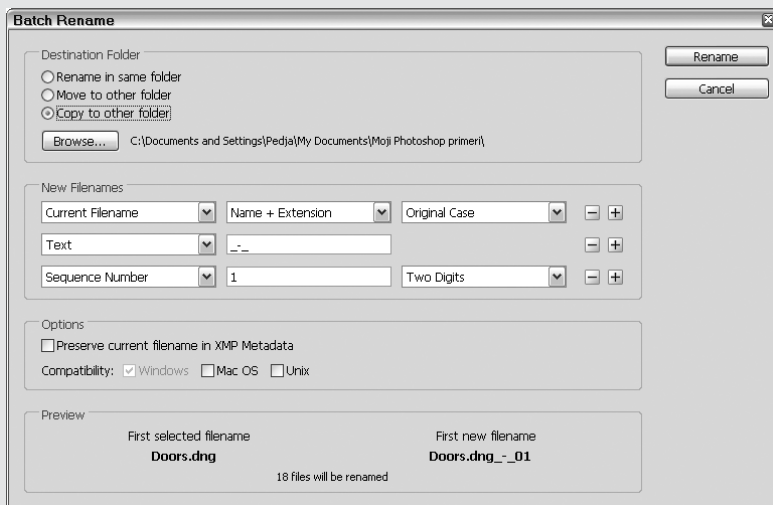 Batch Rename
Destination Folder
Rename in same folder
Move to other folder
Copy to other folder
Browse... C:\Documents and Settings\Pedja\My Documents\Moji Photoshop primeri\
Rename
Cancel
New Filenames
Current Filename Name + Extension Original Case
Text _-_
Sequence Number 1 Two Digits
Options
Preserve current filename in XMP Metadata
Compatibility: Windows Mac OS Unix
Preview
First selected filename First new filename
Doors.dng Doors.dng_-_01
18 files will be renamed